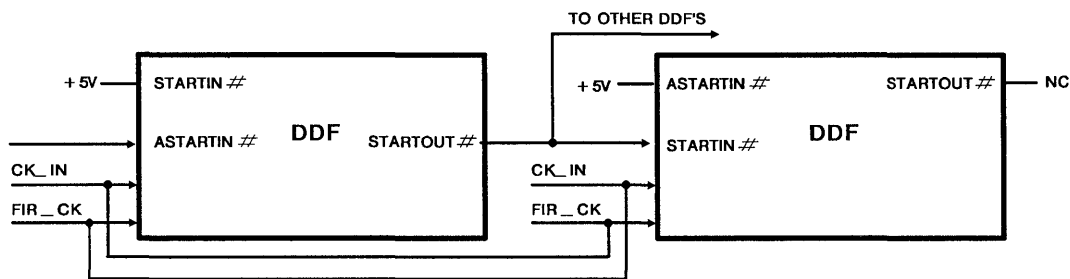 TO OTHER DDF'S
+5V
STARTIN#
ASTARTIN#
DDF
STARTOUT#
CK_IN
FIR_CK
+5V
ASTARTIN#
STARTOUT#
NC
DDF
STARTIN#
CK_IN
FIR_CK